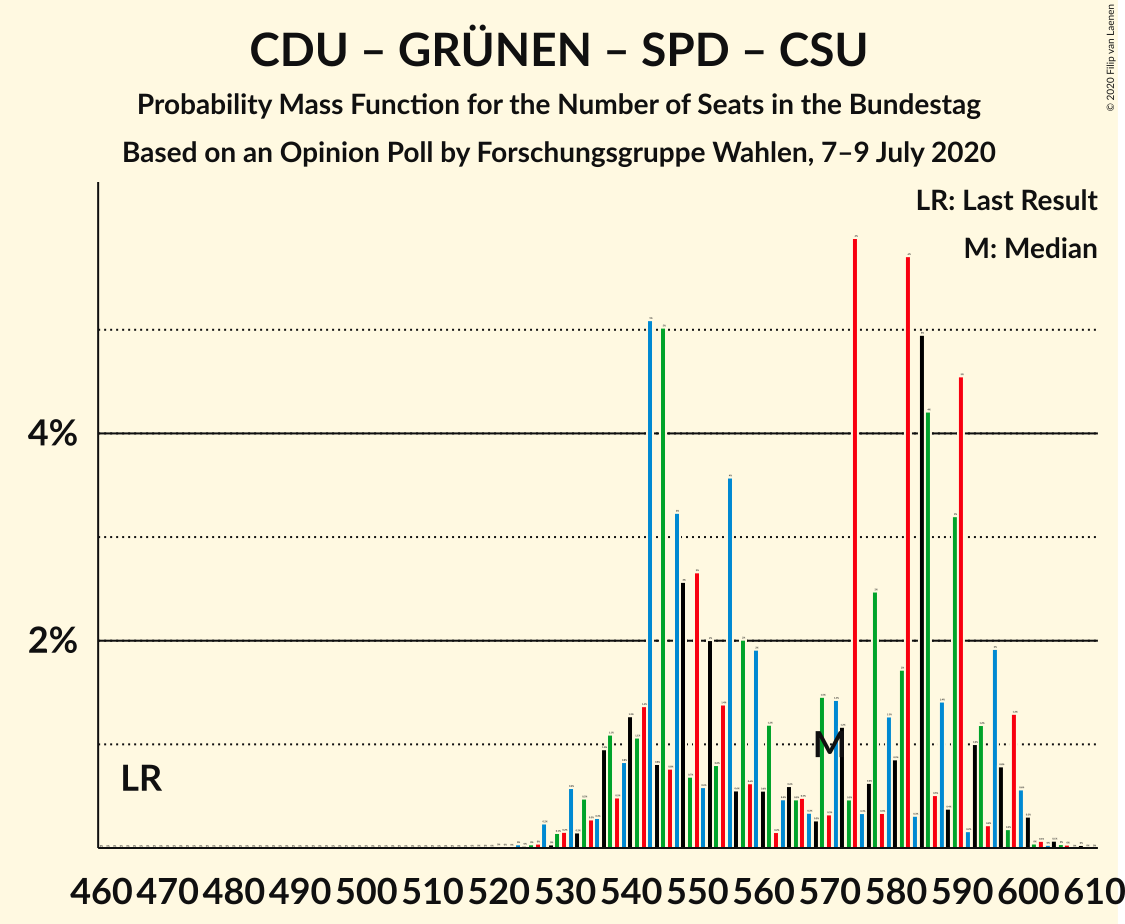 CDU – GRÜNEN – SPD – CSU
Probability Mass Function for the Number of Seats in the Bundestag
Based on an Opinion Poll by Forschungsgruppe Wahlen, 7–9 July 2020
© 2020 Filip van Laenen
LR: Last Result
M: Median
4%
2%
LR
M
460 470 480 490 500 510 520 530 540 550 560 570 580 590 600 610